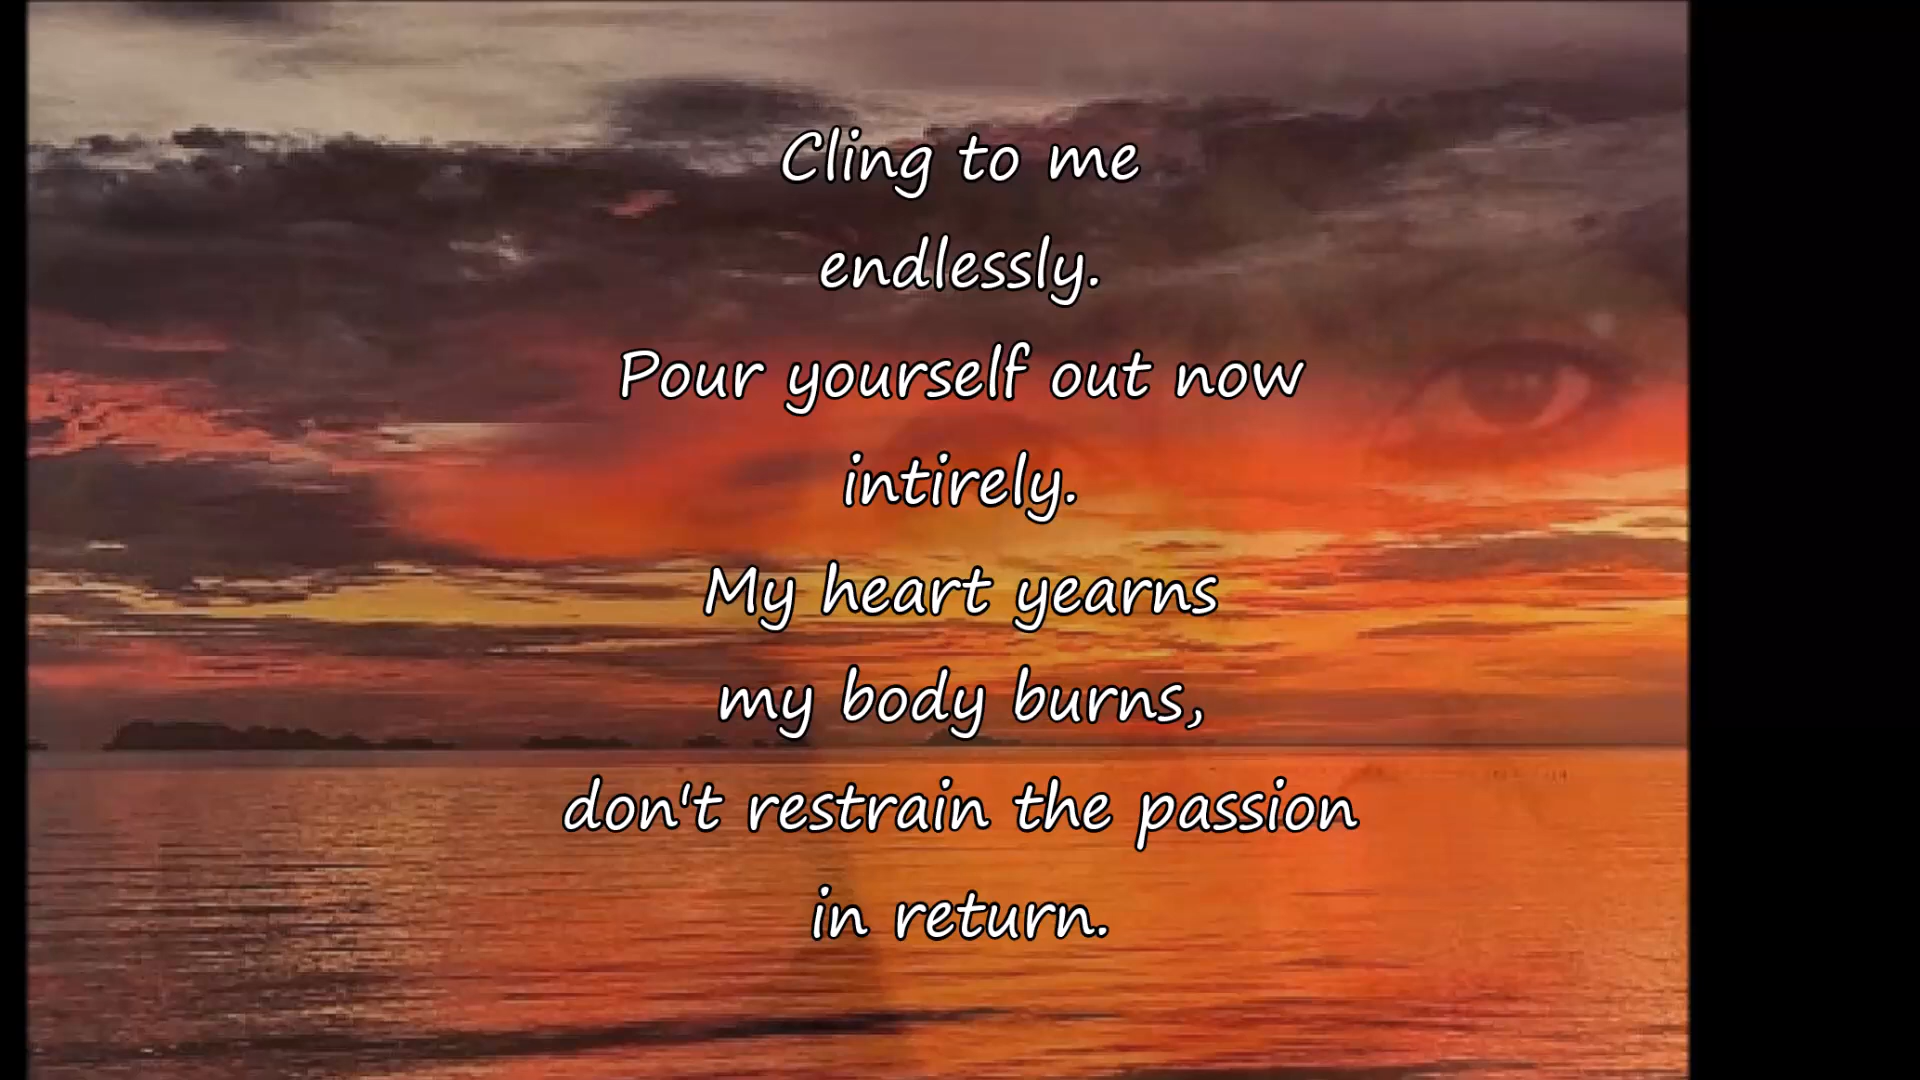 Cling to me
endlessly.
Pour yourself out now
intirely.
My heart yearns
my body burns,
don't restrain the passion
in return.